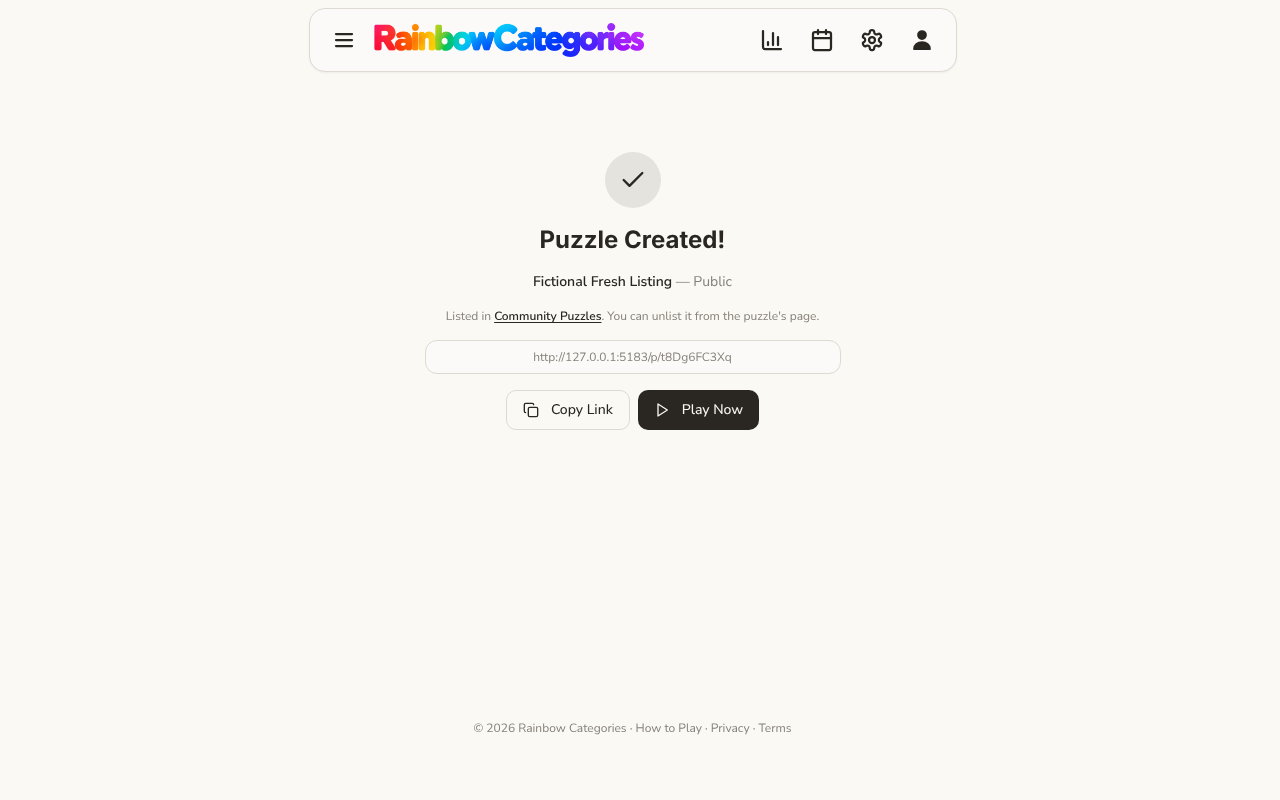 RainbowCategories
Puzzle Created!
Fictional Fresh Listing — Public
Listed in Community Puzzles. You can unlist it from the puzzle's page.
http://127.0.0.1:5183/p/t8Dg6FC3Xq
Copy Link
Play Now
© 2026 Rainbow Categories · How to Play · Privacy · Terms